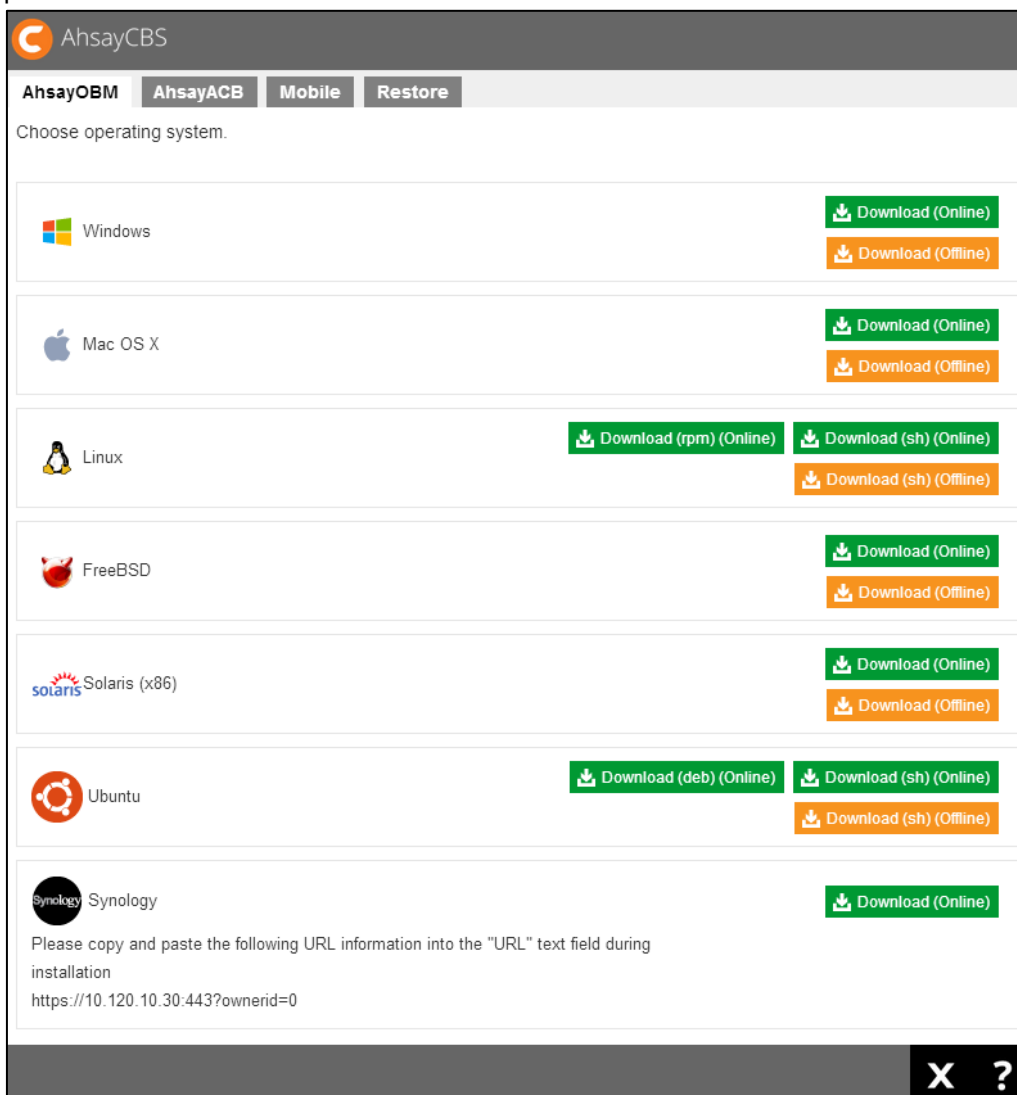 AhsayCBS
AhsayOBM AhsayACB Mobile Restore
Choose operating system.
Windows
Download (Online)
Download (Offline)
Mac OS X
Download (Online)
Download (Offline)
Linux
Download (rpm) (Online) Download (sh) (Online)
Download (sh) (Offline)
FreeBSD
Download (Online)
Download (Offline)
solaris Solaris (x86)
Download (Online)
Download (Offline)
Ubuntu
Download (deb) (Online) Download (sh) (Online)
Download (sh) (Offline)
Synology Synology
Download (Online)
Please copy and paste the following URL information into the "URL" text field during
installation
https://10.120.10.30:443?ownerid=0
X ?